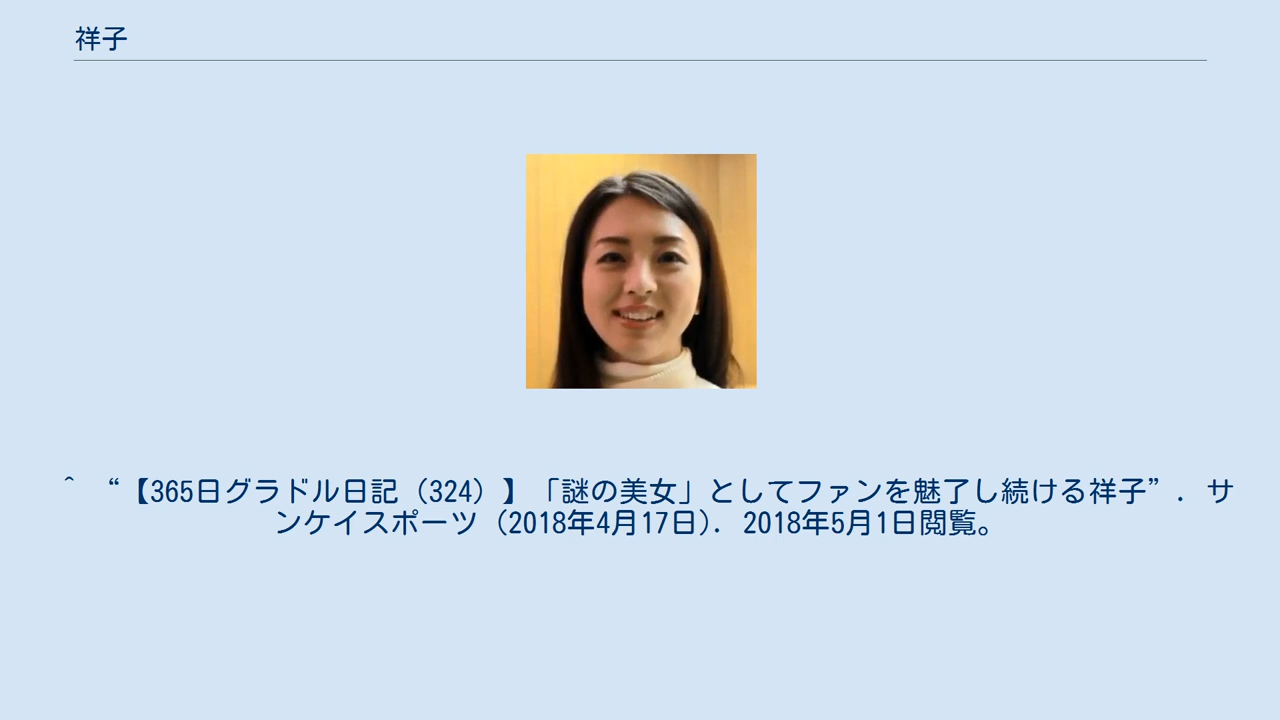 祥子
^ “【365日グラドル日記（324）】「謎の美女」としてファンを魅了し続ける祥子”. サ
ンケイスポーツ (2018年4月17日). 2018年5月1日閲覧。